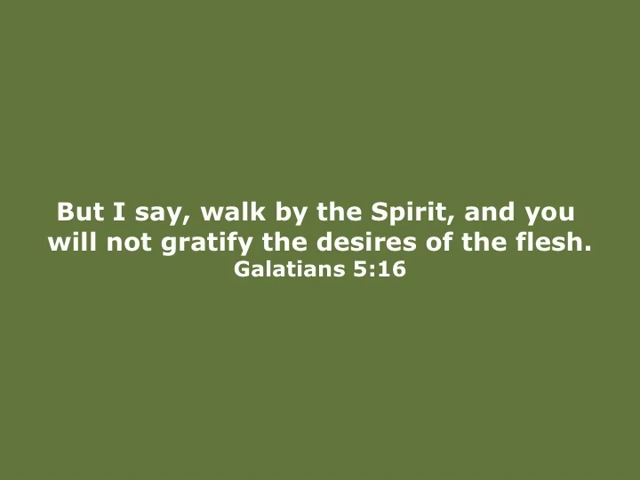 But I say, walk by the Spirit, and you
will not gratify the desires of the flesh.
Galatians 5:16